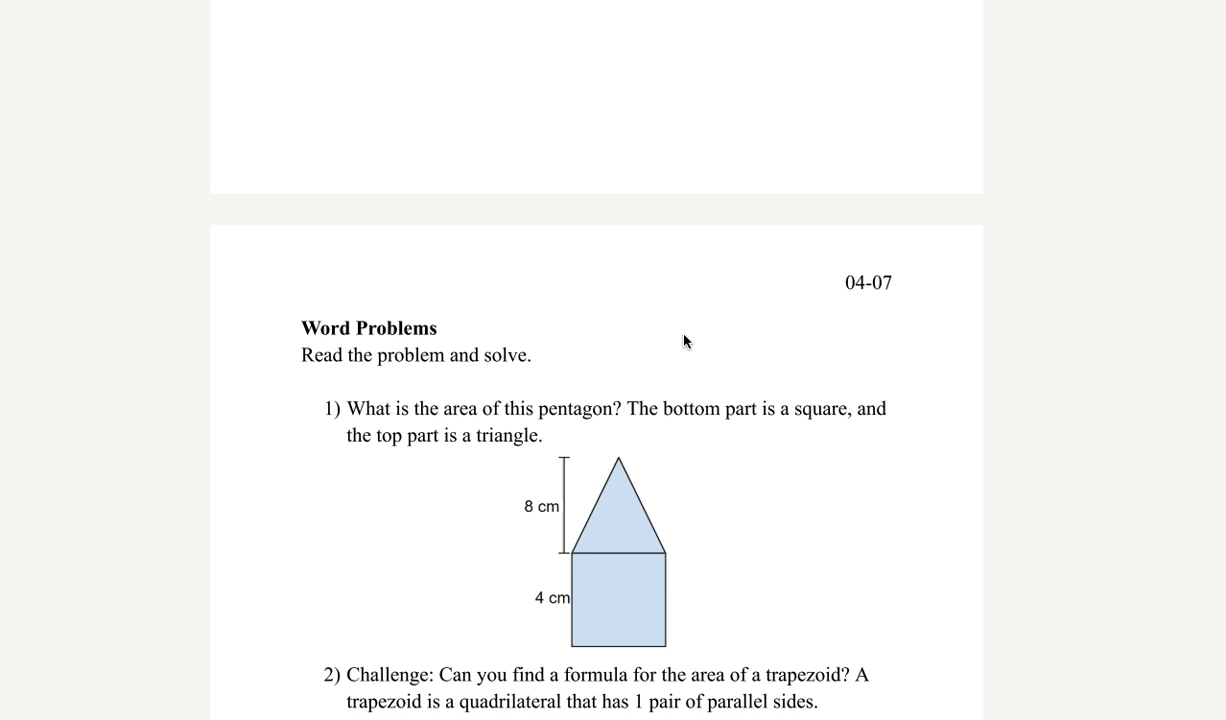 04-07
Word Problems
Read the problem and solve.
1) What is the area of this pentagon? The bottom part is a square, and
the top part is a triangle.
8 cm
4 cm
2) Challenge: Can you find a formula for the area of a trapezoid? A
trapezoid is a quadrilateral that has 1 pair of parallel sides.